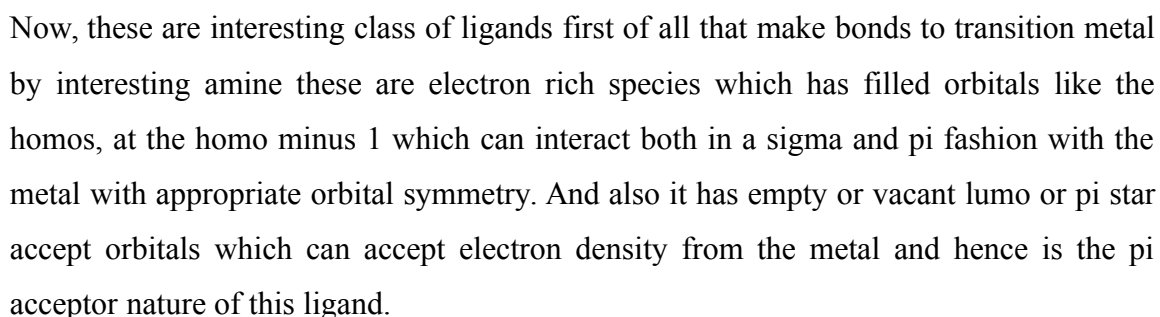 Now, these are interesting class of ligands first of all that make bonds to transition metal
by interesting amine these are electron rich species which has filled orbitals like the
homos, at the homo minus 1 which can interact both in a sigma and pi fashion with the
metal with appropriate orbital symmetry. And also it has empty or vacant lumo or pi star
accept orbitals which can accept electron density from the metal and hence is the pi
acceptor nature of this ligand.